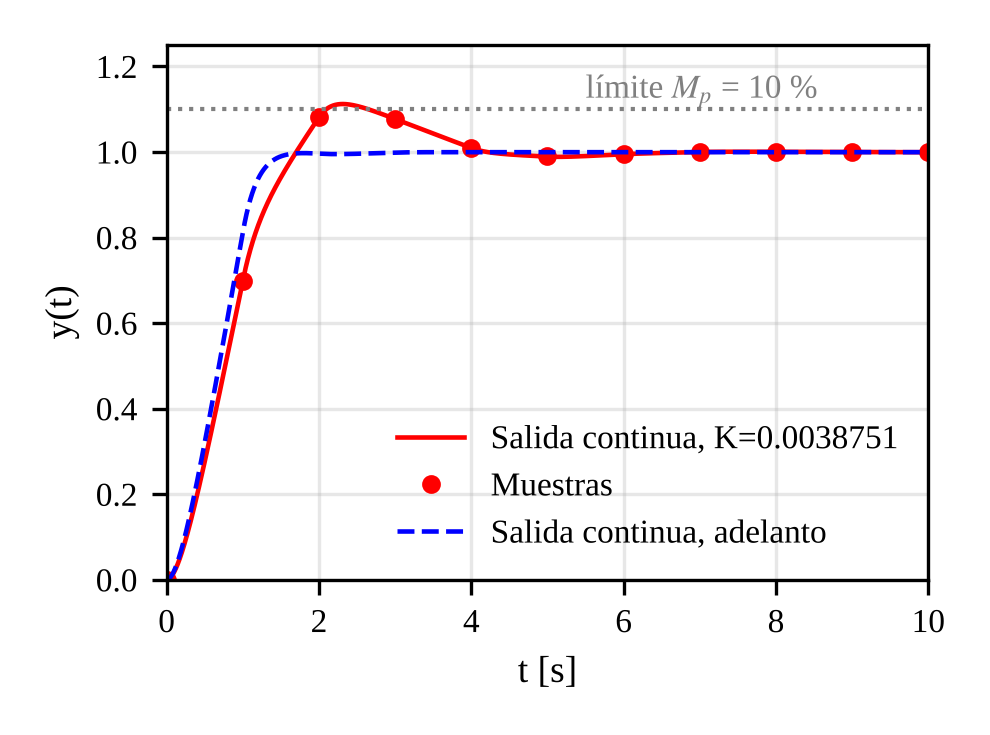 1.2
1.0
0.8
0.6
0.4
0.2
0.0
y(t)
límite M_p = 10 %
Salida continua, K=0.0038751
Muestras
Salida continua, adelanto
0 2 4 6 8 10
t [s]